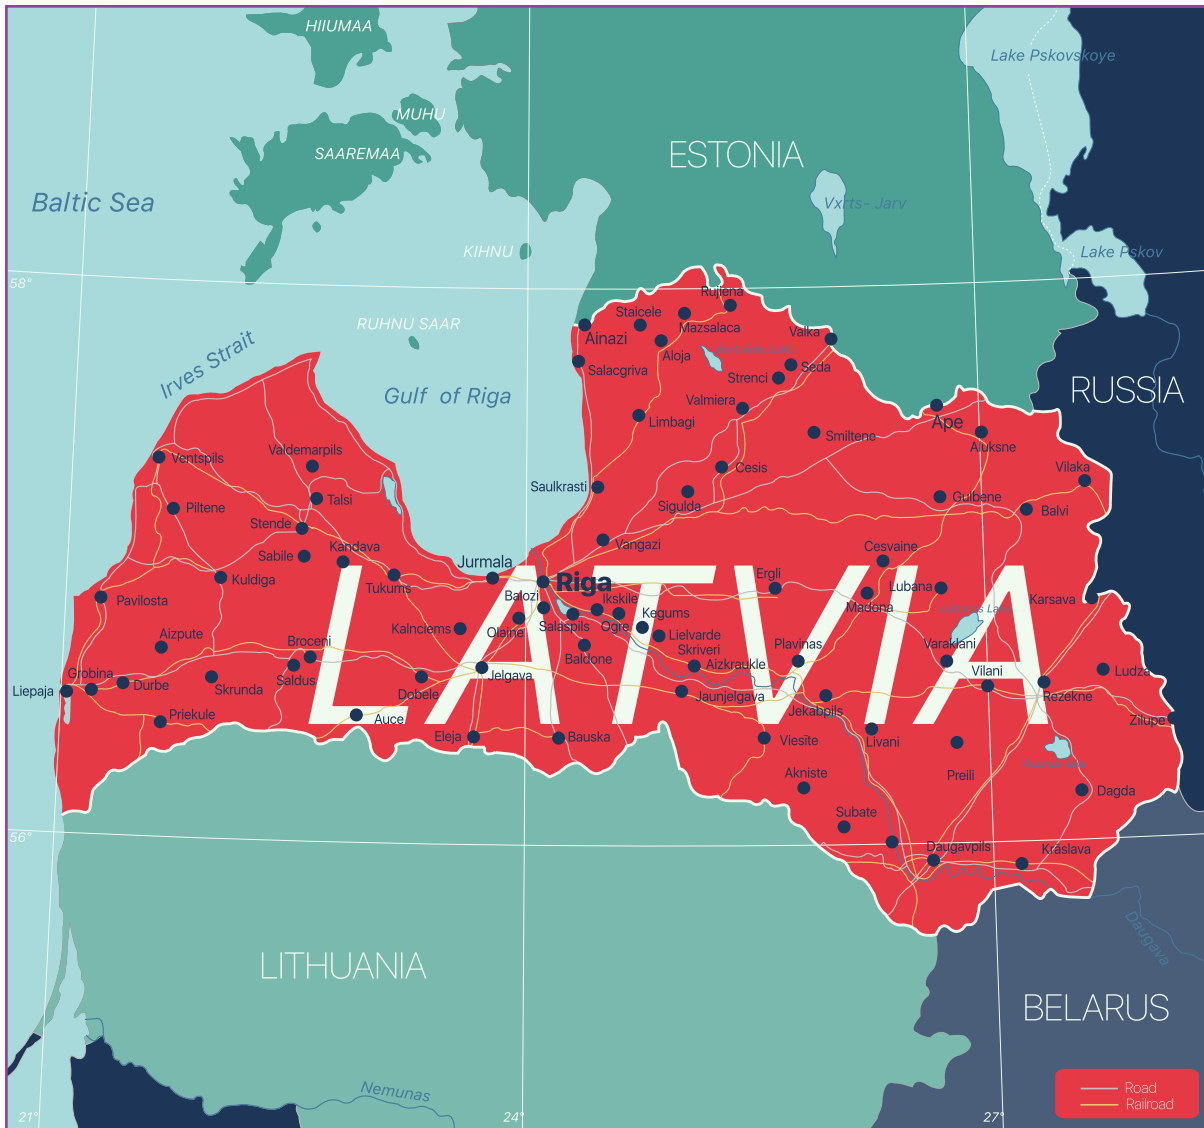 HIIUMAA
Lake Pskovskoye
MUHU
SAAREMAA
ESTONIA
Baltic Sea
Vxrts- Jarv
KIHNU
Lake Pskov
58°
Rujiena
Staicele
Mazsalaca
RUHNU SAAR
Ainazi
Valka
Aloja
Irves Strait
Salacgriva
Seda
Strenci
RUSSIA
Gulf of Riga
Valmiera
Limbagi
Ape
Smiltene
Aluksne
Valdemarpils
Ventspils
Cesis
Vilaka
Saulkrasti
Talsi
Sigulda
Gulbene
Piltene
Balvi
Stende
Vangazi
Kandava
Cesvaine
Sabile
Jurmala
Ergli
Kuldiga
Tukums
Riga
Lubana
Pavilosta
Balozi
Ikskile
Madona
Karsava
LATVIA
Kalnciems
Olaine
Salaspils
Ogre
Kegums
Lielvarde
Aizpute
Broceni
Skriveri
Plavinas
Varaklani
Baldone
Aizkraukle
Grobina
Jelgava
Vilani
Ludza
Liepaja
Durbe
Skrunda
Saldus
Dobele
Jaunjelgava
Rezekne
Jekabpils
Priekule
Auce
Zilupe
Eleja
Bauska
Viesite
Livani
Akniste
Preili
Dagda
Subate
56°
Daugavpils
Kráslava
Daugava
LITHUANIA
BELARUS
Nemunas
Road
Railroad
21°
24°
27°